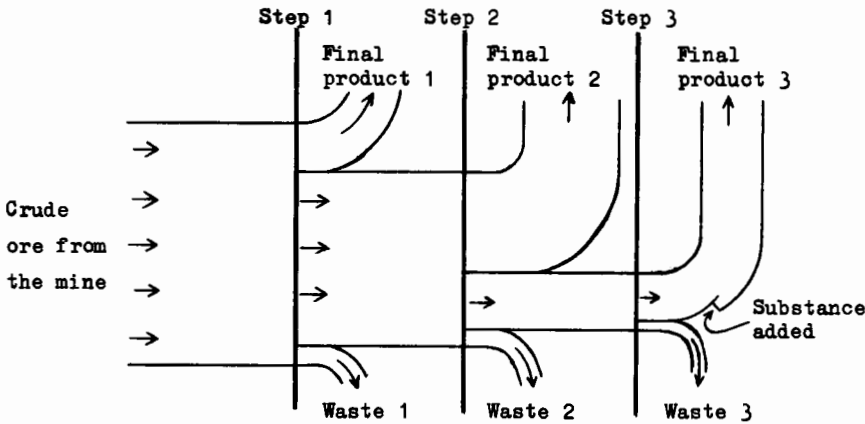 Step 1
Step 2
Step 3
Final
product 1
Final
product 2
Final
product 3
Crude
ore from
the mine
Substance
added
Waste 1
Waste 2
Waste 3